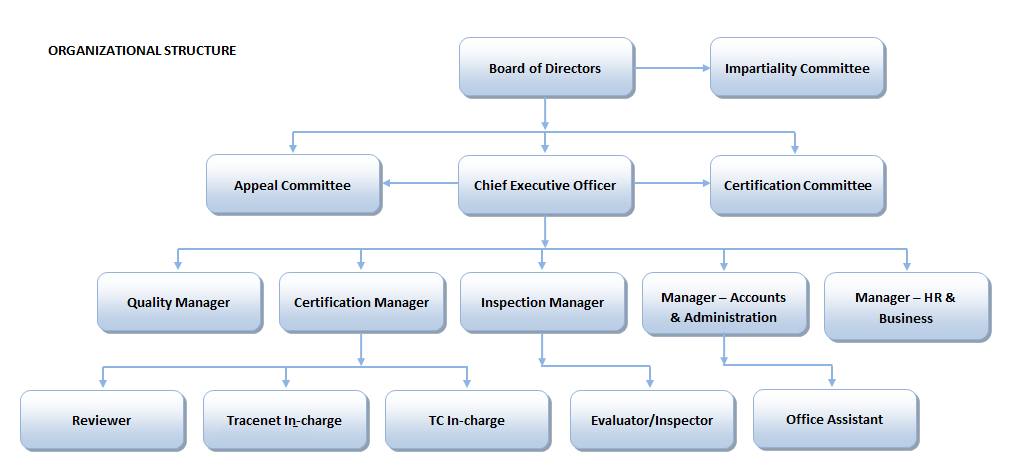 ORGANIZATIONAL STRUCTURE
Board of Directors
Impartiality Committee
Appeal Committee
Chief Executive Officer
Certification Committee
Quality Manager
Certification Manager
Inspection Manager
Manager – Accounts
& Administration
Manager – HR &
Business
Reviewer
Tracenet In-charge
TC In-charge
Evaluator/Inspector
Office Assistant